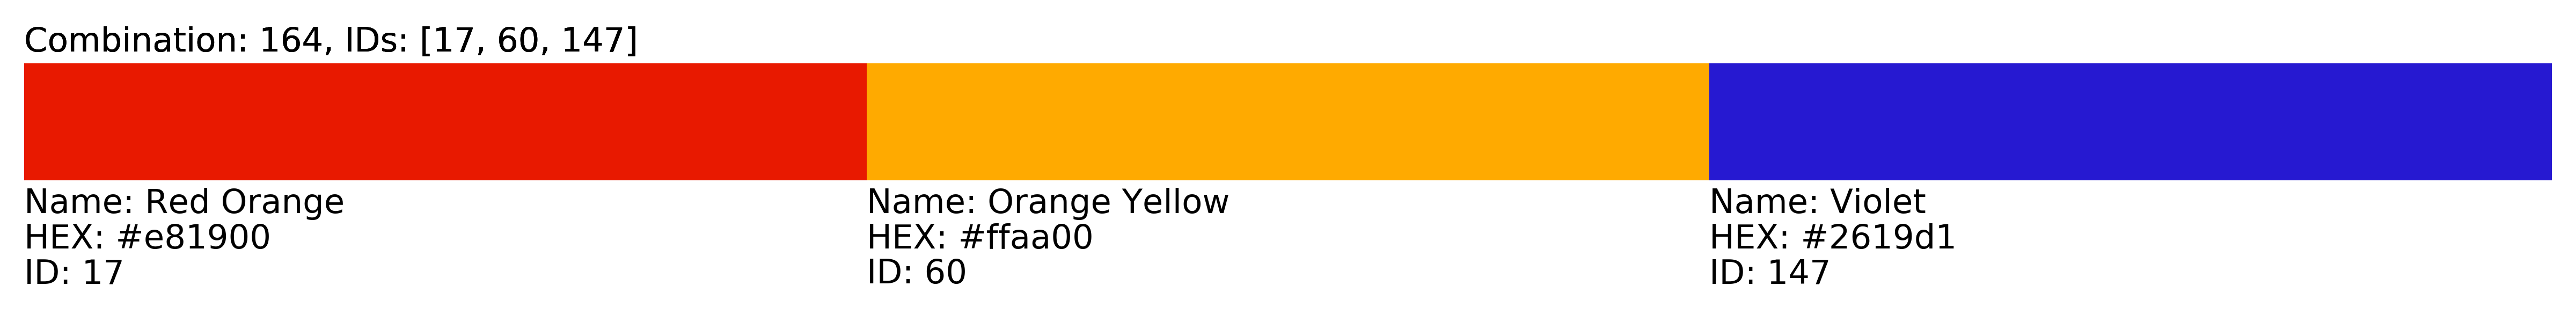 Combination: 164, IDs: [17, 60, 147]
Name: Red Orange
HEX: #e81900
ID: 17
Name: Orange Yellow
HEX: #ffaa00
ID: 60
Name: Violet
HEX: #2619d1
ID: 147